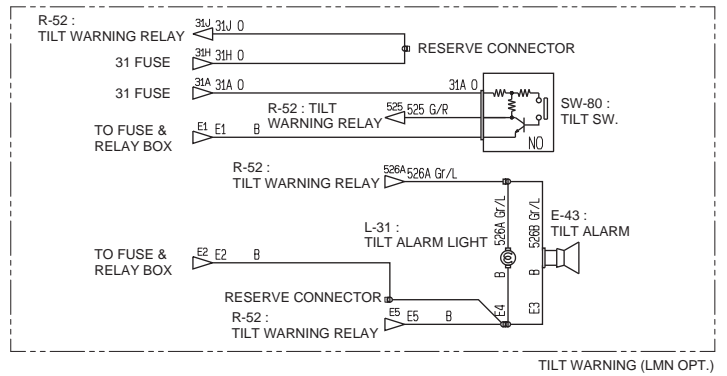 R-52 :
TILT WARNING RELAY
31J 31J O
31 FUSE
31H 31H O
RESERVE CONNECTOR
31 FUSE
31A 31A O
31A O
R-52 : TILT
WARNING RELAY
525 525 G/R
SW-80 :
TILT SW.
NO
TO FUSE &
RELAY BOX
E1 E1 B
R-52 :
TILT WARNING RELAY
526A 526A Gr/L
L-31 :
TILT ALARM LIGHT
526A Gr/L
B
526B Gr/L
B
E-43 :
TILT ALARM
TO FUSE &
RELAY BOX
E2 E2 B
RESERVE CONNECTOR
R-52 :
TILT WARNING RELAY
E5 E5 B
E4
E3
TILT WARNING (LMN OPT.)